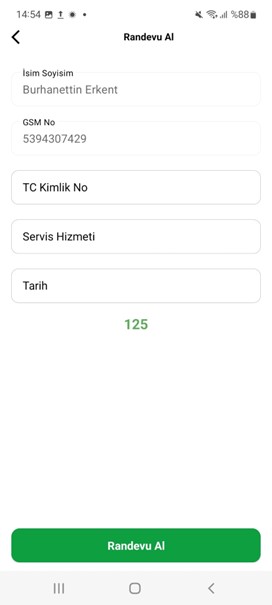 14:54 %88
Randevu Al
İsim Soyisim
Burhanettin Erkent
GSM No
5394307429
TC Kimlik No
Servis Hizmeti
Tarih
125
Randevu Al